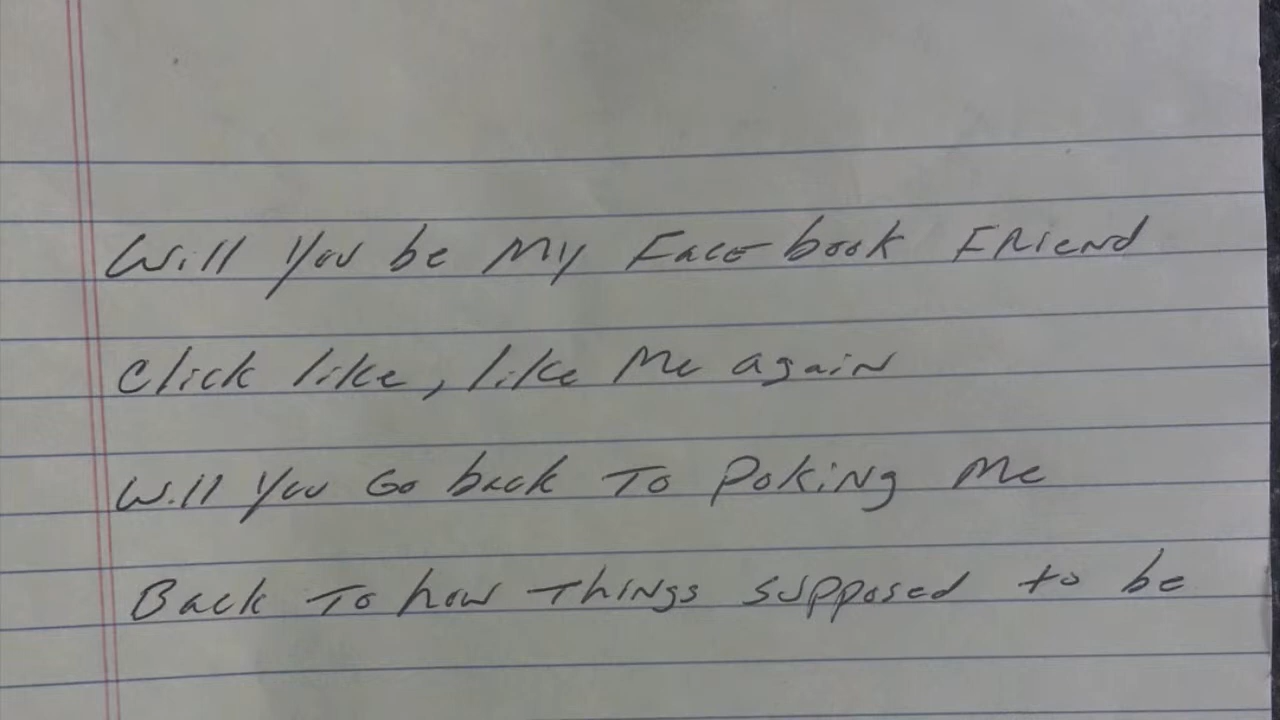 Will You be My Facebook Friend
Click like, like Me again
Will You Go back To Poking Me
Back To how Things supposed to be